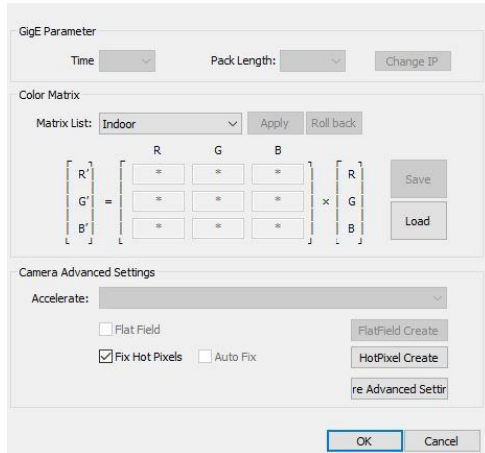 GigE Parameter
Time Pack Length: Change IP
Color Matrix
Matrix List: Indoor Apply Roll back
R G B
R' * * * R Save
G' = * * * × G
B' * * * B Load
Camera Advanced Settings
Accelerate:
Flat Field FlatField Create
Fix Hot Pixels Auto Fix HotPixel Create
re Advanced Settir
OK Cancel